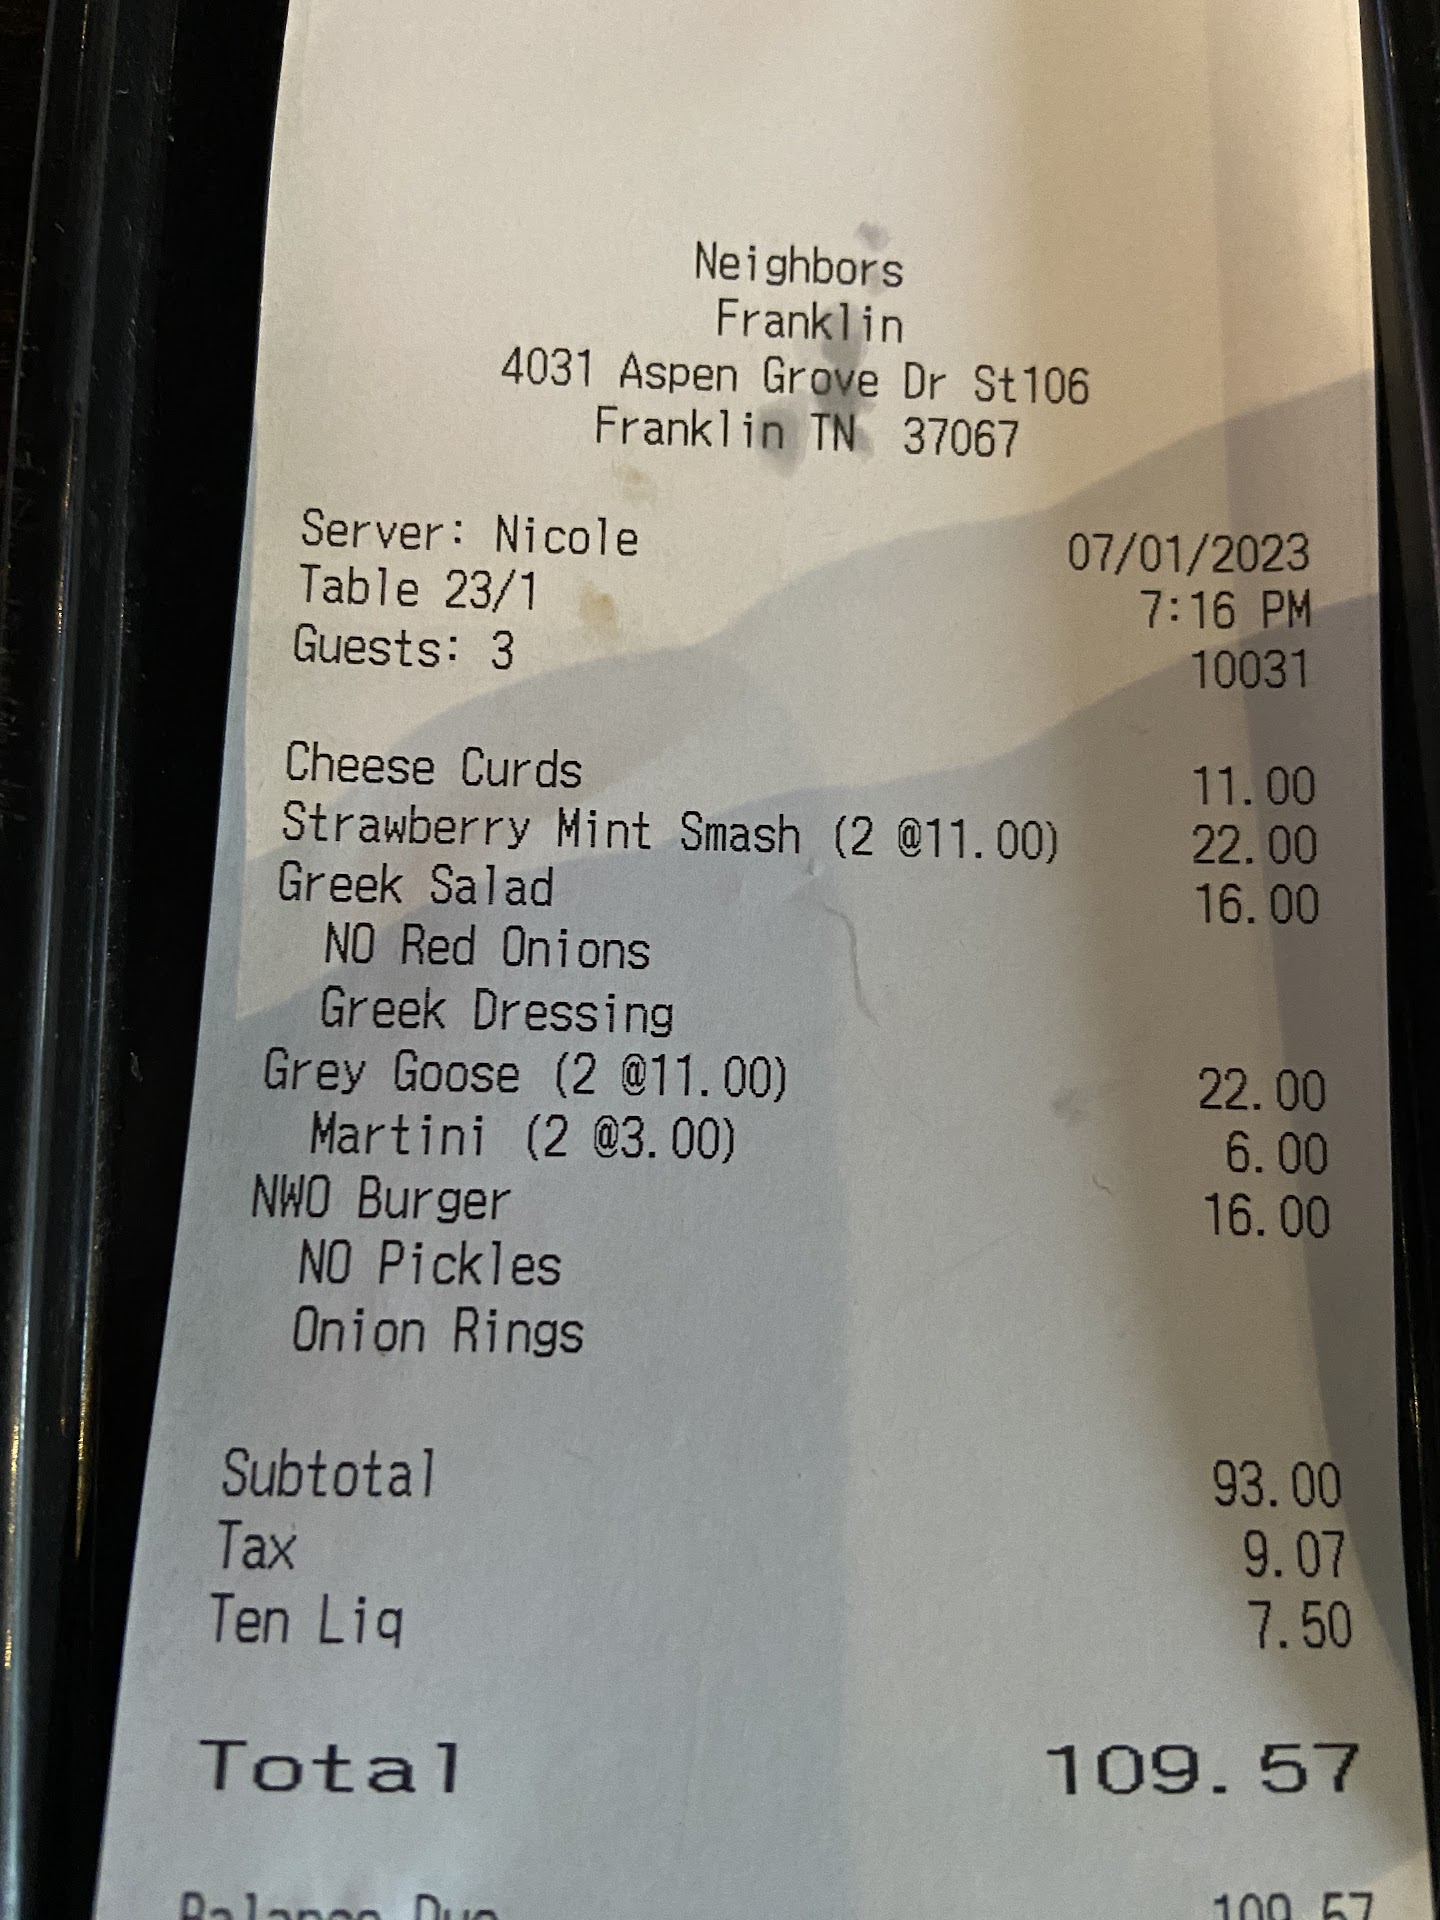 Neighbors
Franklin
4031 Aspen Grove Dr St106
Franklin TN 37067
Server: Nicole 07/01/2023
Table 23/1 7:16 PM
Guests: 3 10031
Cheese Curds 11.00
Strawberry Mint Smash (2 @11.00) 22.00
Greek Salad 16.00
NO Red Onions
Greek Dressing
Grey Goose (2 @11.00) 22.00
Martini (2 @3.00) 6.00
NWO Burger 16.00
NO Pickles
Onion Rings
Subtotal 93.00
Tax 9.07
Ten Liq 7.50
Total 109.57
Balance Due 109.57